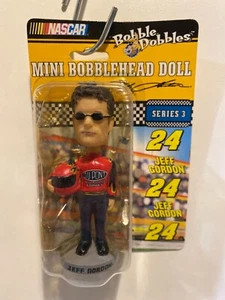 NASCAR
Bobble Dobbles
MINI BOBBLEHEAD DOLL
SERIES 3
24
JEFF
GORDON
24
JEFF
GORDON
24
JEFF GORDON